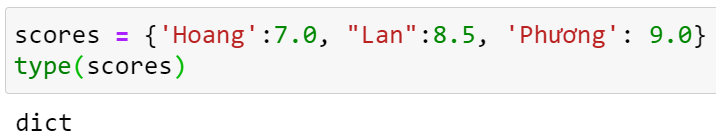 scores = {'Hoang':7.0, "Lan":8.5, 'Phương': 9.0}
type(scores)
dict